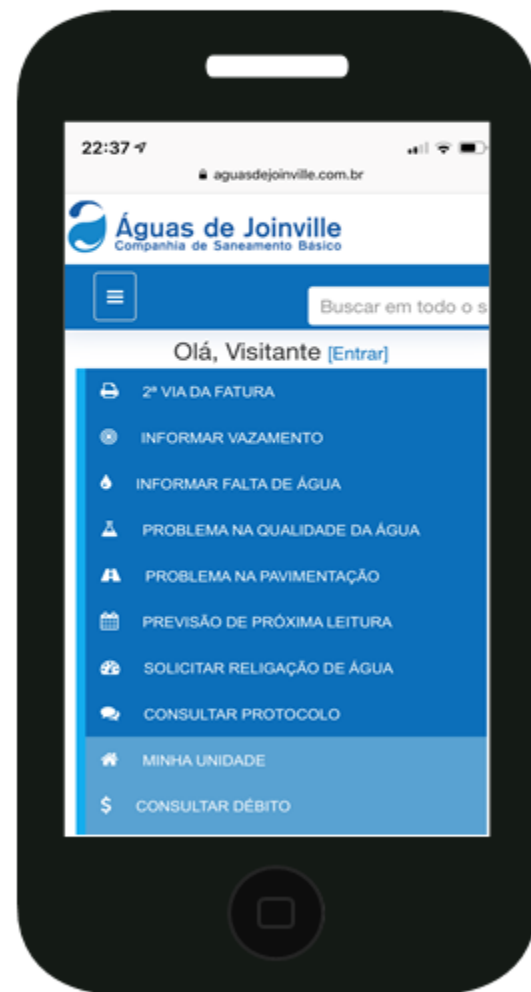 22:37
aguasdejoinville.com.br
Águas de Joinville
Companhia de Saneamento Básico
Buscar em todo o s
Olá, Visitante [Entrar]
2ª VIA DA FATURA
INFORMAR VAZAMENTO
INFORMAR FALTA DE ÁGUA
PROBLEMA NA QUALIDADE DA ÁGUA
PROBLEMA NA PAVIMENTAÇÃO
PREVISÃO DE PRÓXIMA LEITURA
SOLICITAR RELIGAÇÃO DE ÁGUA
CONSULTAR PROTOCOLO
MINHA UNIDADE
$ CONSULTAR DÉBITO